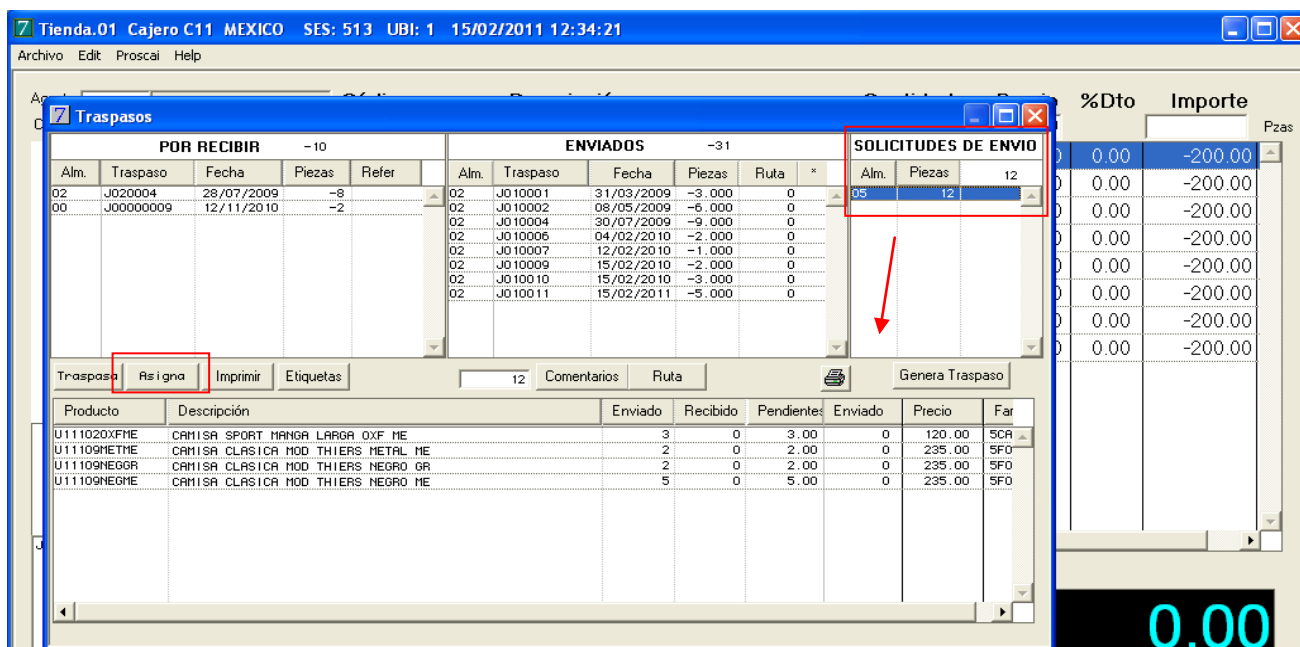 Tienda.01 Cajero C11 MEXICO SES: 513 UBI: 1 15/02/2011 12:34:21
Archivo Edit Proscai Help
%Dto Importe
Pzas
Traspasos
POR RECIBIR -10 ENVIADOS -31 SOLICITUDES DE ENVIO
Alm. Traspaso Fecha Piezas Refer Alm. Traspaso Fecha Piezas Ruta * Alm. Piezas 12
02 J020004 28/07/2009 -8 02 J010001 31/03/2009 -3.000 0 05 12
00 J00000009 12/11/2010 -2 02 J010002 08/05/2009 -6.000 0
02 J010004 30/07/2009 -9.000 0
02 J010006 04/02/2010 -2.000 0
02 J010007 12/02/2010 -1.000 0
02 J010009 15/02/2010 -2.000 0
02 J010010 15/02/2010 -3.000 0
02 J010011 15/02/2011 -5.000 0
0.00 -200.00
0.00 -200.00
0.00 -200.00
0.00 -200.00
0.00 -200.00
0.00 -200.00
0.00 -200.00
0.00 -200.00
Traspasa Asigna Imprimir Etiquetas 12 Comentarios Ruta Genera Traspaso
Producto Descripción Enviado Recibido Pendientes Enviado Precio Far
U111020XFME CAMISA SPORT MANGA LARGA OXF ME 3 0 3.00 0 120.00 5CA
U11109METME CAMISA CLASICA MOD THIERS METAL ME 2 0 2.00 0 235.00 5FO
U11109NEGGR CAMISA CLASICA MOD THIERS NEGRO GR 2 0 2.00 0 235.00 5FO
U11109NEGME CAMISA CLASICA MOD THIERS NEGRO ME 5 0 5.00 0 235.00 5FO
0.00